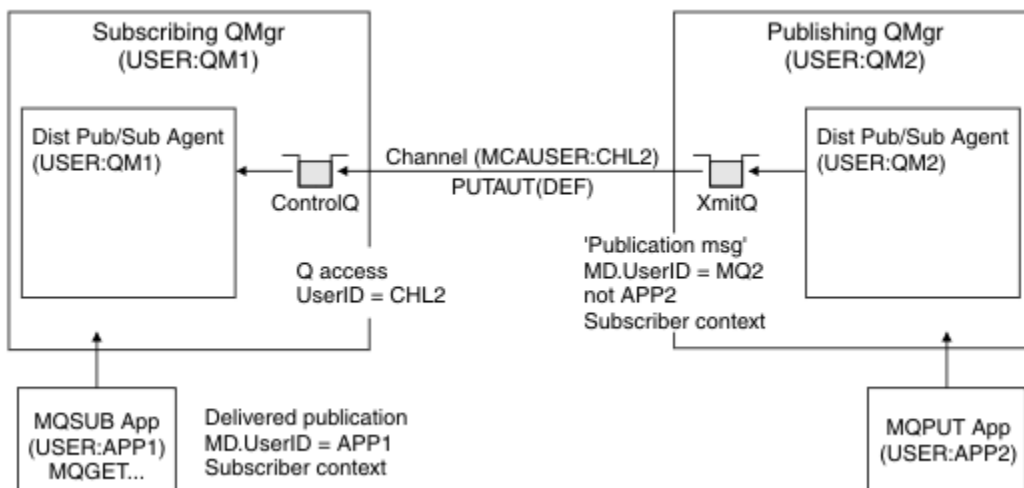 Subscribing QMgr
(USER:QM1)
Publishing QMgr
(USER:QM2)
Dist Pub/Sub Agent
(USER:QM1)
Channel (MCAUSER:CHL2)
PUTAUT(DEF)
Dist Pub/Sub Agent
(USER:QM2)
ControlQ
XmitQ
Q access
UserID = CHL2
'Publication msg'
MD.UserID = MQ2
not APP2
Subscriber context
MQSUB App
(USER:APP1)
MQGET...
Delivered publication
MD.UserID = APP1
Subscriber context
MQPUT App
(USER:APP2)